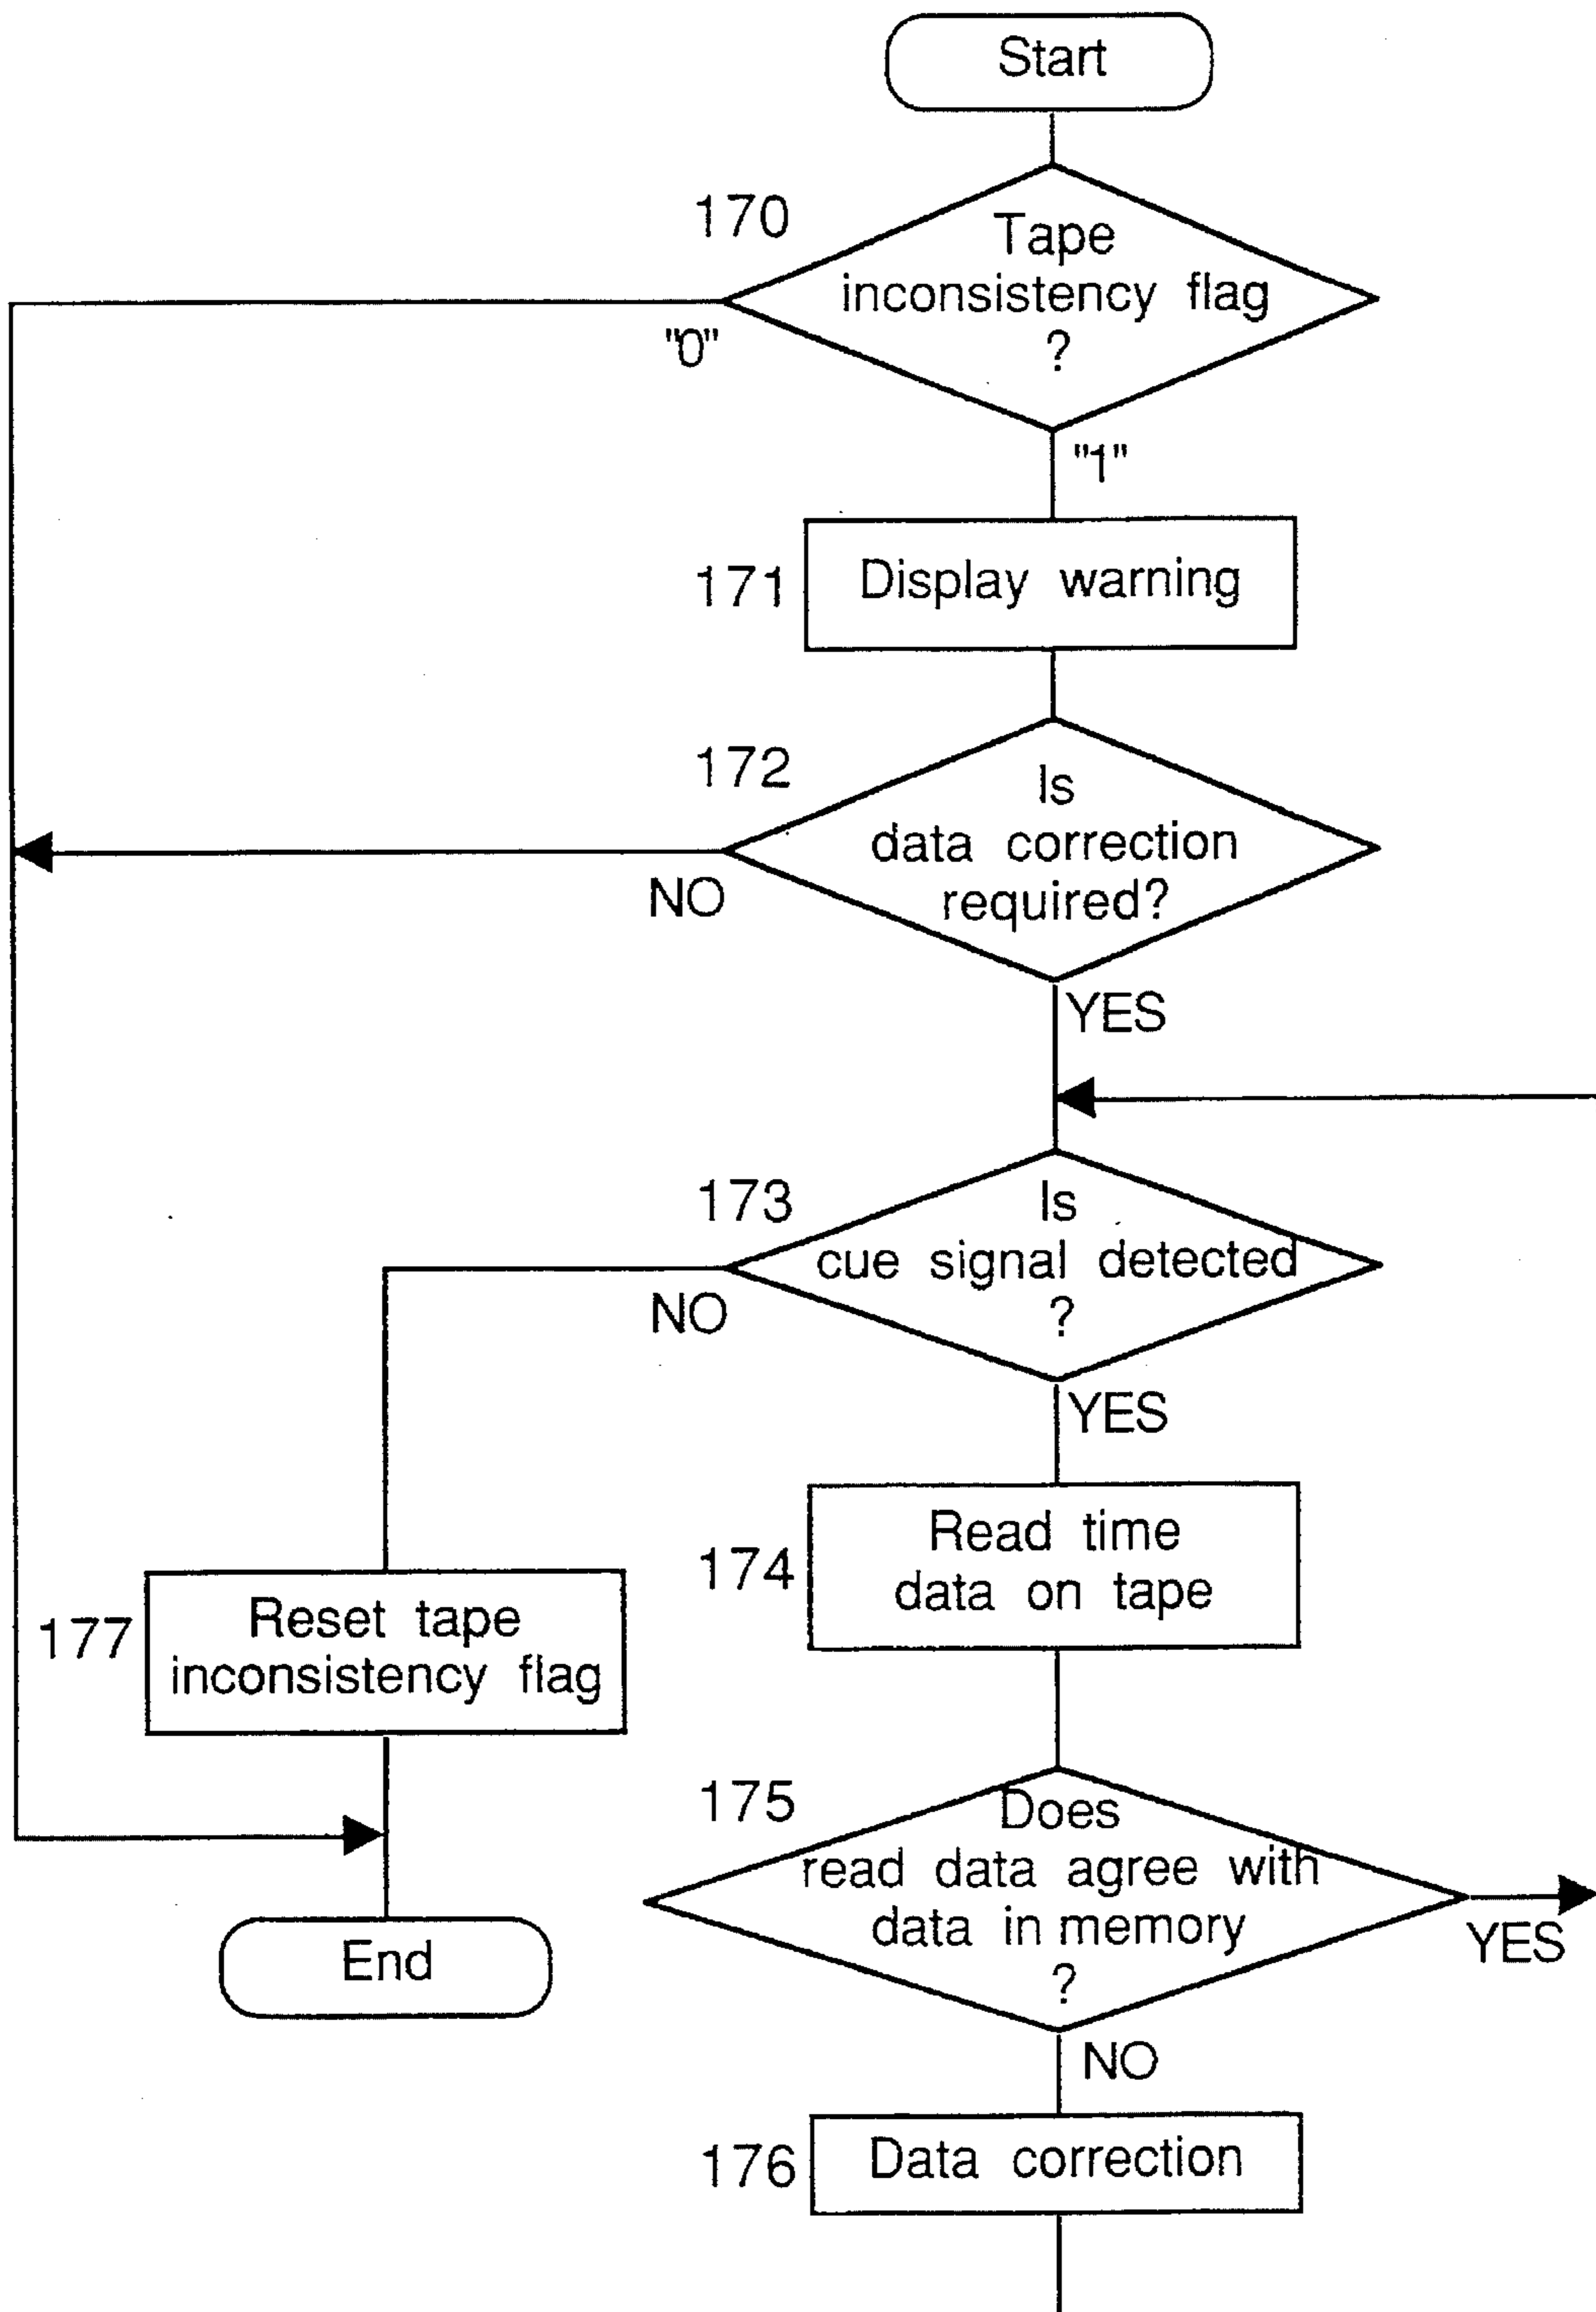 Start
170
Tape
inconsistency flag
?
"0"
"1"
171
Display warning
172
Is
data correction
required?
NO
YES
173
Is
cue signal detected
?
NO
YES
174
Read time
data on tape
177
Reset tape
inconsistency flag
175
Does
read data agree with
data in memory
?
YES
End
NO
176
Data correction